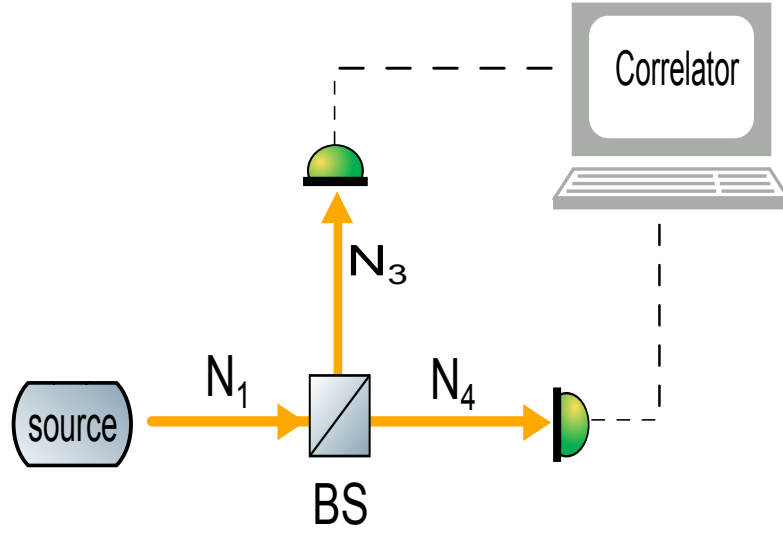 Correlator
N₃
N₁
N₄
source
BS